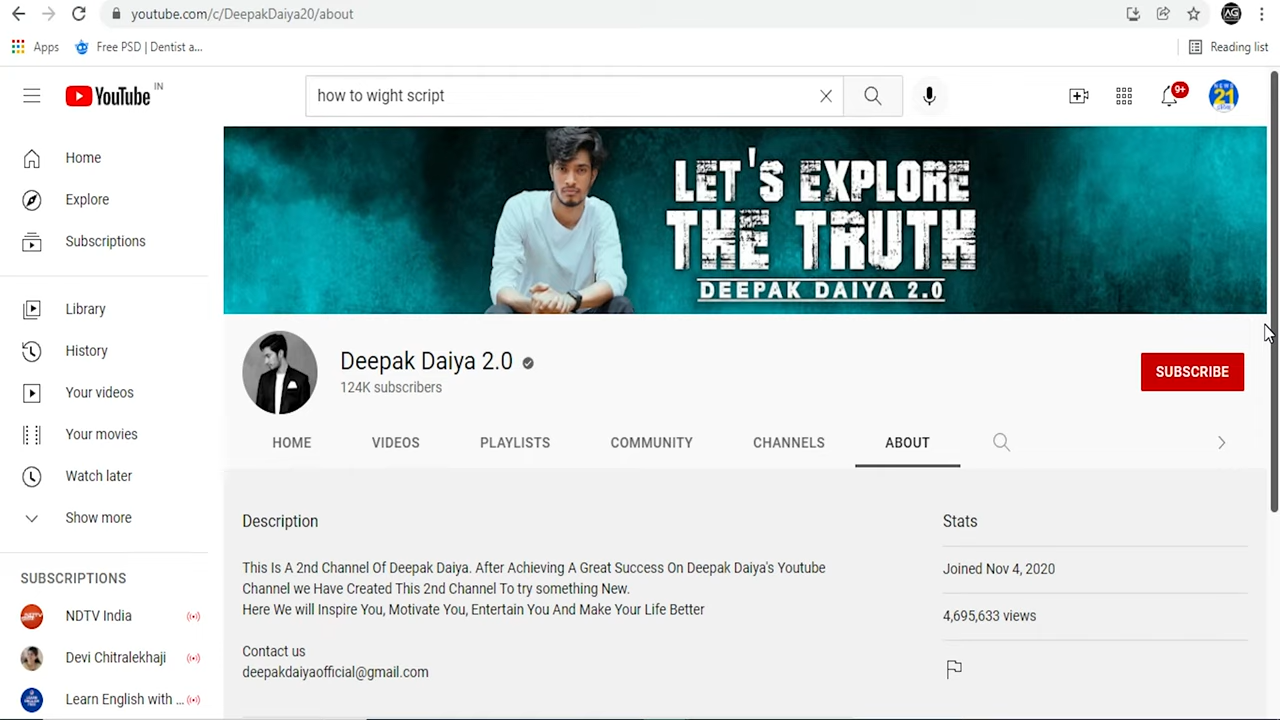 youtube.com/c/DeepakDaiya20/about
AG
Apps
Free PSD | Dentist a...
Reading list
YouTube IN
how to wight script
9+
NEWS 21
Home
Explore
Subscriptions
Library
History
Your videos
Your movies
Watch later
Show more
SUBSCRIPTIONS
NDTV India
Devi Chitralekhaji
Learn English with ...
LET'S EXPLORE
THE TRUTH
DEEPAK DAIYA 2.0
Deepak Daiya 2.0
124K subscribers
SUBSCRIBE
HOME VIDEOS PLAYLISTS COMMUNITY CHANNELS ABOUT
Description
This Is A 2nd Channel Of Deepak Daiya. After Achieving A Great Success On Deepak Daiya's Youtube
Channel we Have Created This 2nd Channel To try something New.
Here We will Inspire You, Motivate You, Entertain You And Make Your Life Better
Contact us
deepakdaiyaofficial@gmail.com
Stats
Joined Nov 4, 2020
4,695,633 views